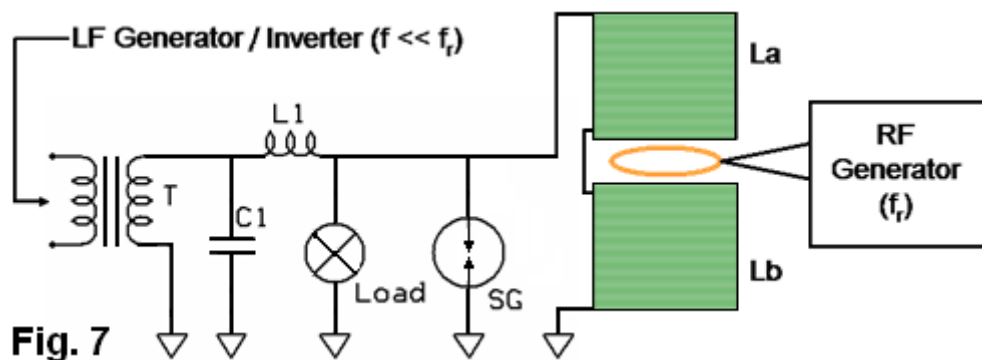 LF Generator / Inverter (f << fr)
La
L1
RF
Generator
(fr)
T
C1
Load
SG
Lb
Fig. 7